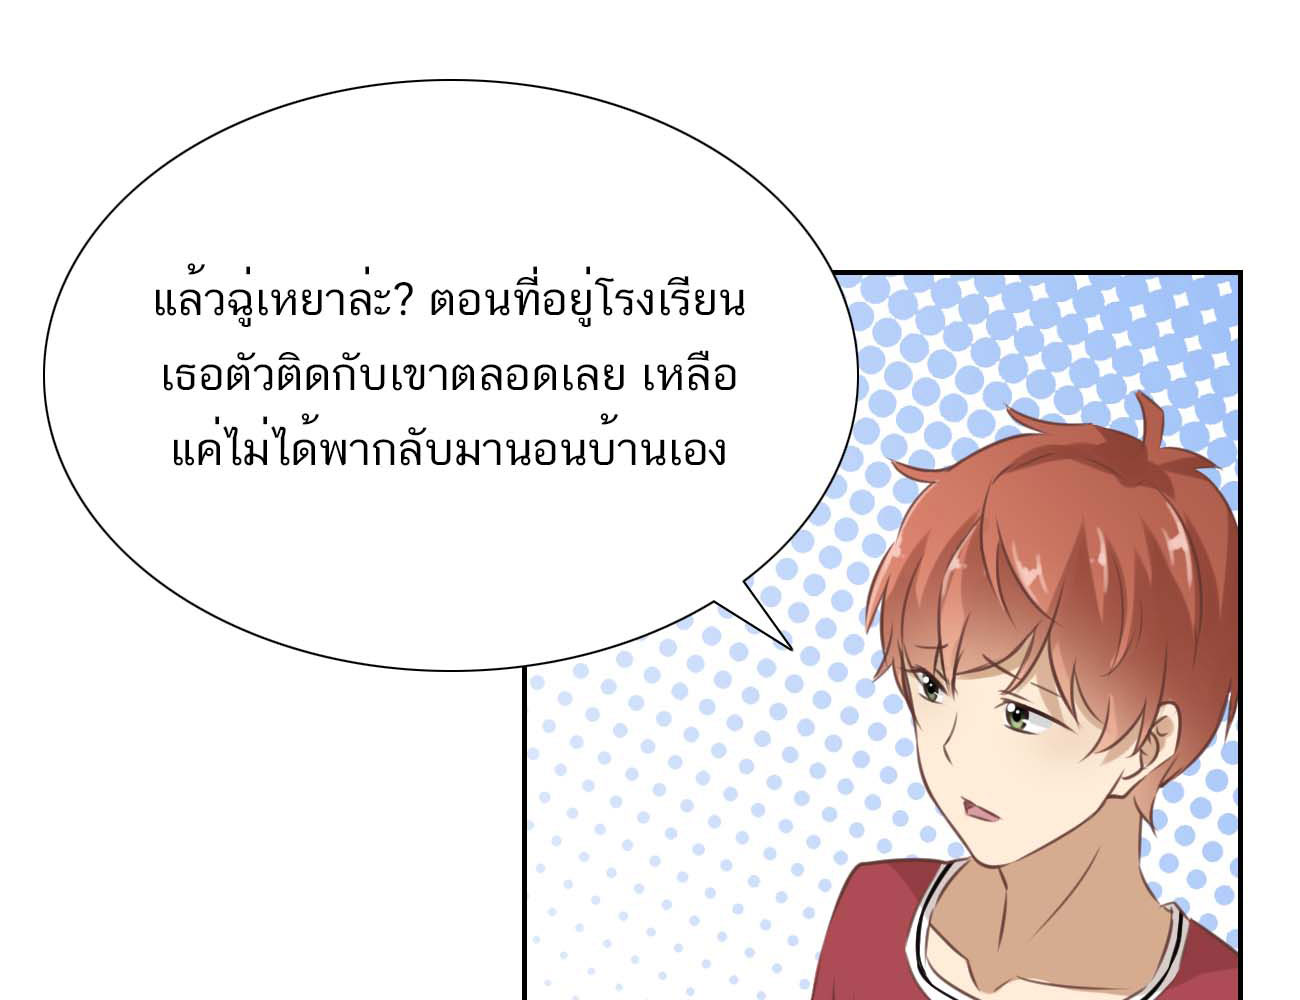 แล้วฉู่เหยาล่ะ? ตอนที่อยู่โรงเรียน
เธอตัวติดกับเขาตลอดเลย เหลือ
แค่ไม่ได้พากลับมานอนบ้านเอง